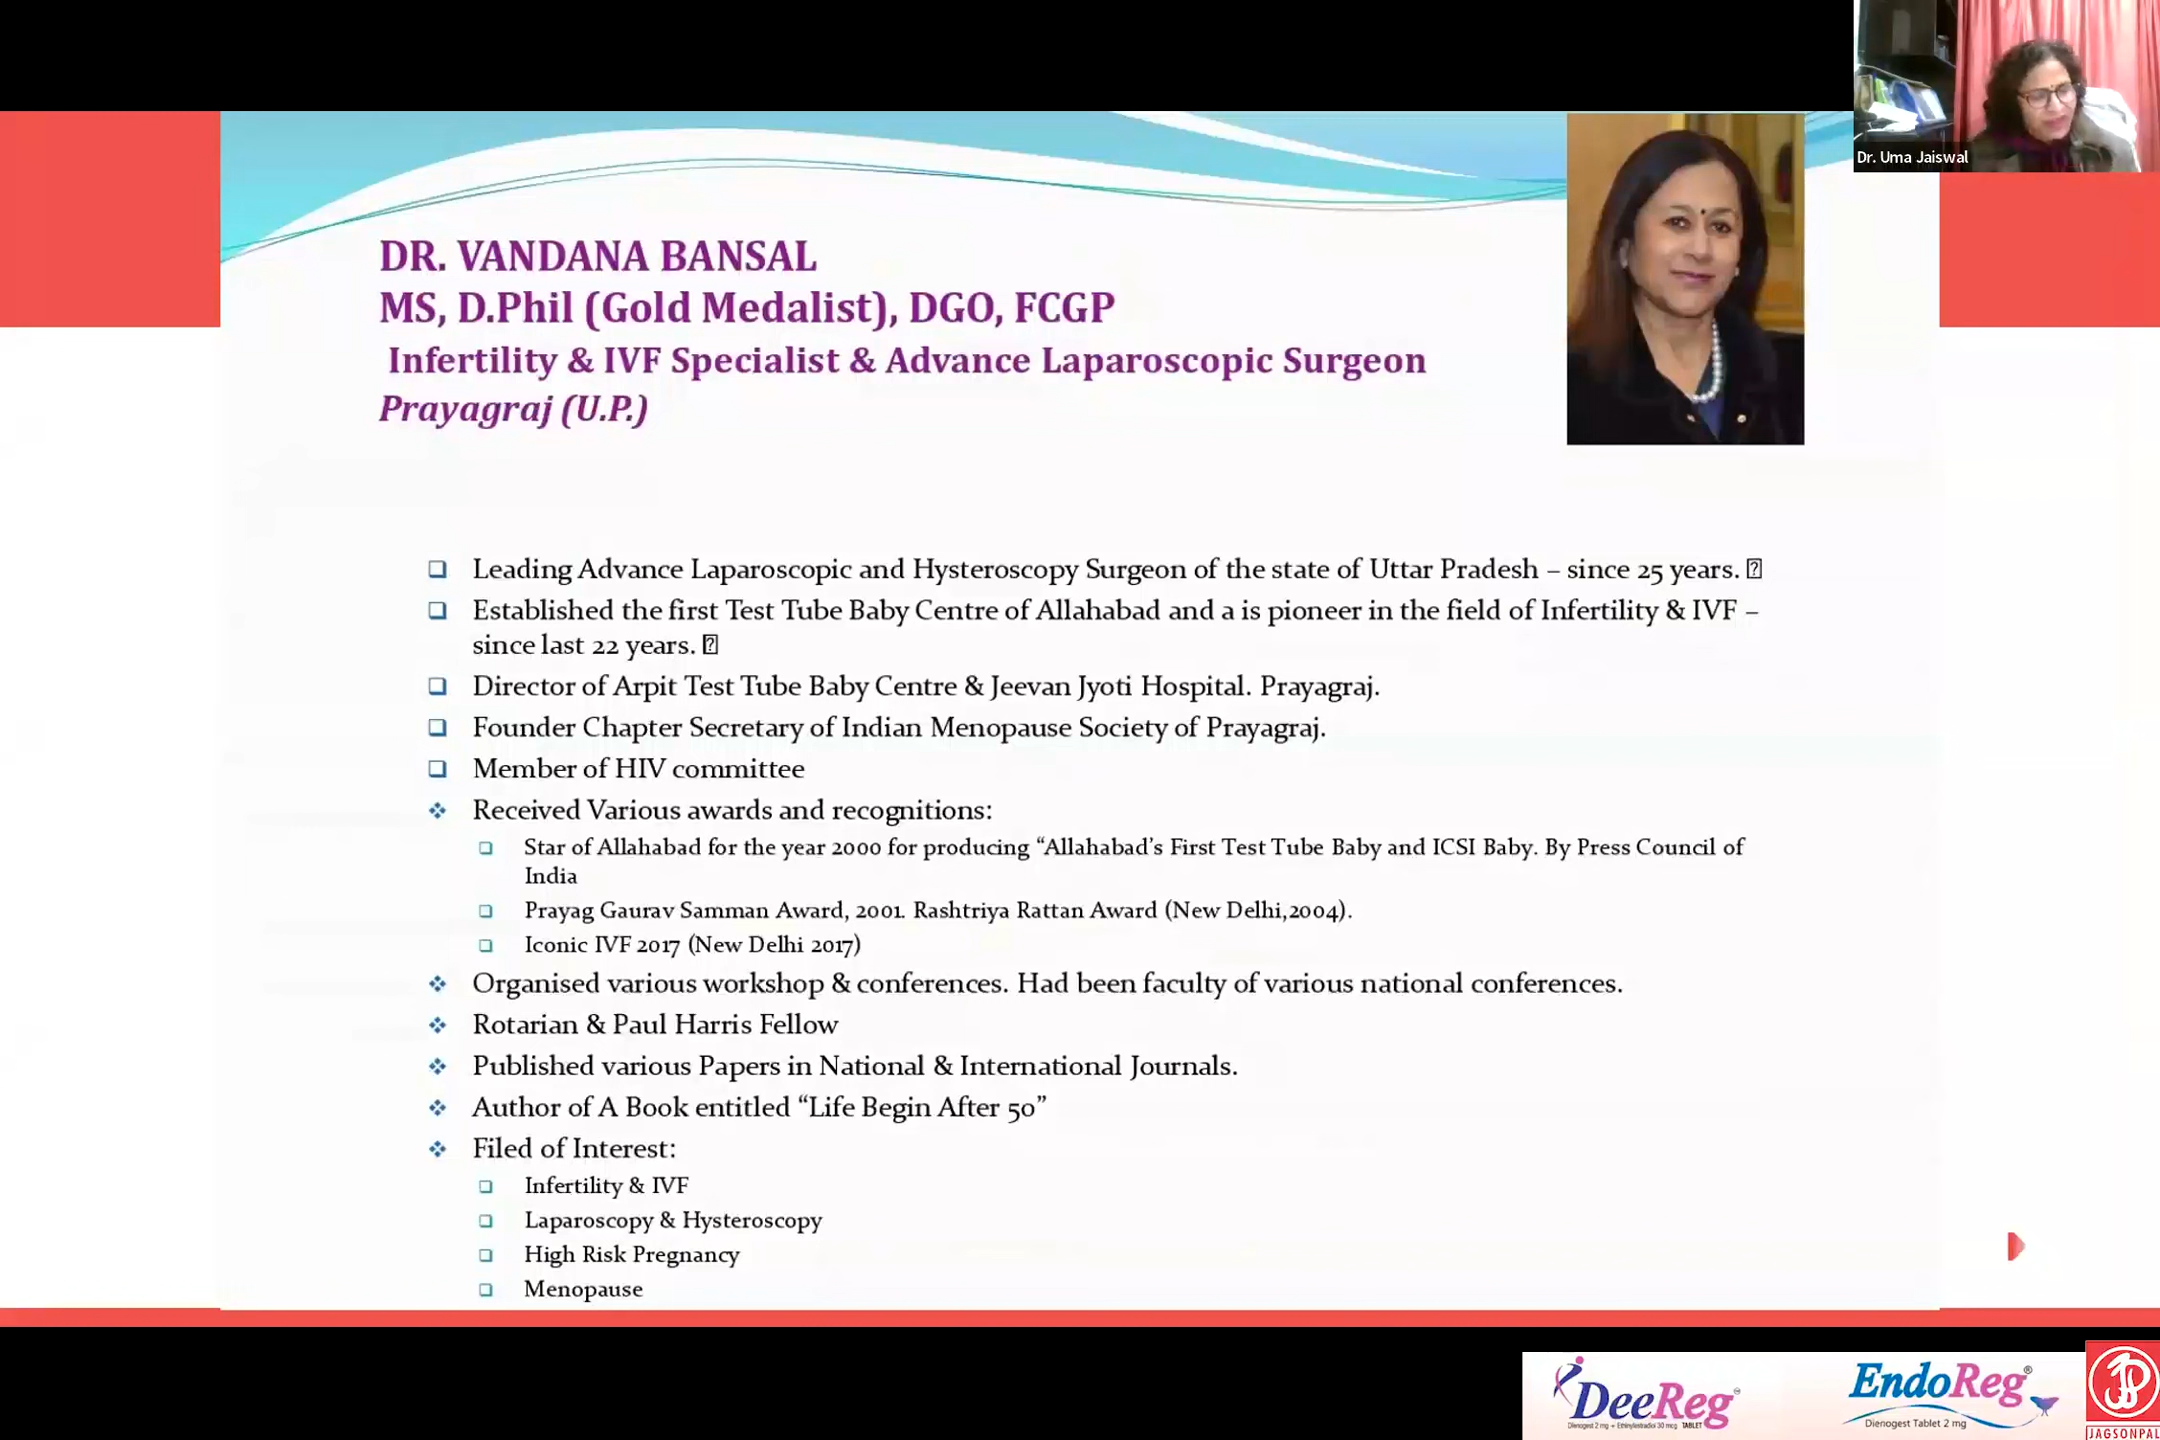 Dr. Uma Jaiswal
DR. VANDANA BANSAL
MS, D.Phil (Gold Medalist), DGO, FCGP
Infertility & IVF Specialist & Advance Laparoscopic Surgeon
Prayagraj (U.P.)
Leading Advance Laparoscopic and Hysteroscopy Surgeon of the state of Uttar Pradesh – since 25 years.
Established the first Test Tube Baby Centre of Allahabad and a is pioneer in the field of Infertility & IVF –
since last 22 years.
Director of Arpit Test Tube Baby Centre & Jeevan Jyoti Hospital. Prayagraj.
Founder Chapter Secretary of Indian Menopause Society of Prayagraj.
Member of HIV committee
Received Various awards and recognitions:
Star of Allahabad for the year 2000 for producing “Allahabad’s First Test Tube Baby and ICSI Baby. By Press Council of
India
Prayag Gaurav Samman Award, 2001. Rashtriya Rattan Award (New Delhi,2004).
Iconic IVF 2017 (New Delhi 2017)
Organised various workshop & conferences. Had been faculty of various national conferences.
Rotarian & Paul Harris Fellow
Published various Papers in National & International Journals.
Author of A Book entitled “Life Begin After 50”
Filed of Interest:
Infertility & IVF
Laparoscopy & Hysteroscopy
High Risk Pregnancy
Menopause
DeeReg™
Dienogest 2 mg + Ethinylestradiol 30 mcg TABLET
EndoReg®
Dienogest Tablet 2 mg
JAGSONPAL